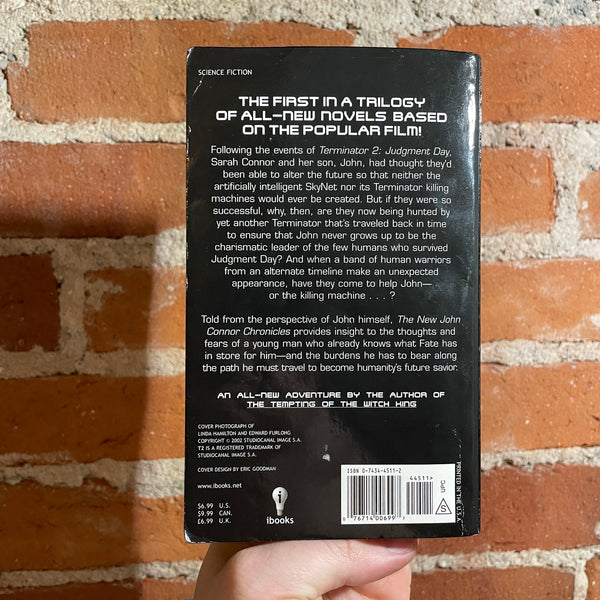 SCIENCE FICTION
THE FIRST IN A TRILOGY
OF ALL-NEW NOVELS BASED
ON THE POPULAR FILM!
Following the events of Terminator 2: Judgment Day,
Sarah Connor and her son, John, had thought they'd
been able to alter the future so that neither the
artificially intelligent SkyNet nor its Terminator killing
machines would ever be created. But if they were so
successful, why, then, are they now being hunted by
yet another Terminator that's traveled back in time
to ensure that John never grows up to be the
charismatic leader of the few humans who survived
Judgment Day? And when a band of human warriors
from an alternate timeline make an unexpected
appearance, have they come to help John—
or the killing machine . . . ?
Told from the perspective of John himself, The New John
Connor Chronicles provides insight to the thoughts and
fears of a young man who already knows what Fate has
in store for him—and the burdens he has to bear along
the path he must travel to become humanity's future savior.
AN ALL-NEW ADVENTURE BY THE AUTHOR OF
THE TEMPTING OF THE WITCH KING
COVER PHOTOGRAPH OF
LINDA HAMILTON AND EDWARD FURLONG
COPYRIGHT © 2002 STUDIOCANAL IMAGE S.A.
T2 IS A REGISTERED TRADEMARK OF
STUDIOCANAL IMAGE S.A.
COVER DESIGN BY ERIC GOODMAN
www.ibooks.net
$6.99 U.S.
$9.99 CAN.
£6.99 U.K.
i
ibooks
ISBN 0-7434-4511-2
44511>
0 76714 00699 1
UPC
S
PRINTED IN THE U.S.A.